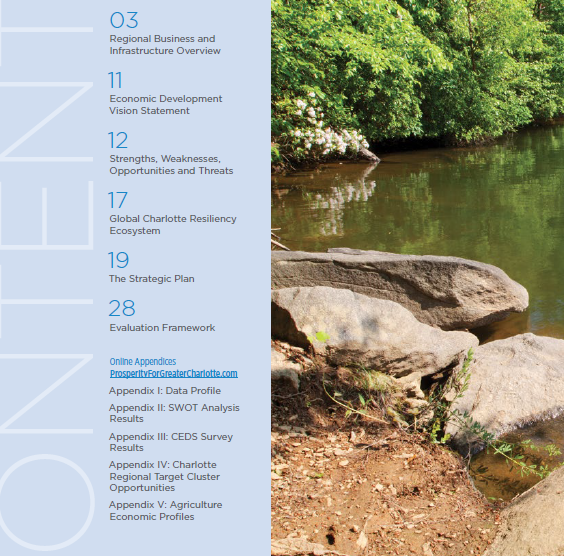 ONTENT
03
Regional Business and
Infrastructure Overview
11
Economic Development
Vision Statement
12
Strengths, Weaknesses,
Opportunities and Threats
17
Global Charlotte Resiliency
Ecosystem
19
The Strategic Plan
28
Evaluation Framework
Online Appendices
ProsperityForGreaterCharlotte.com
Appendix I: Data Profile
Appendix II: SWOT Analysis
Results
Appendix III: CEDS Survey
Results
Appendix IV: Charlotte
Regional Target Cluster
Opportunities
Appendix V: Agriculture
Economic Profiles